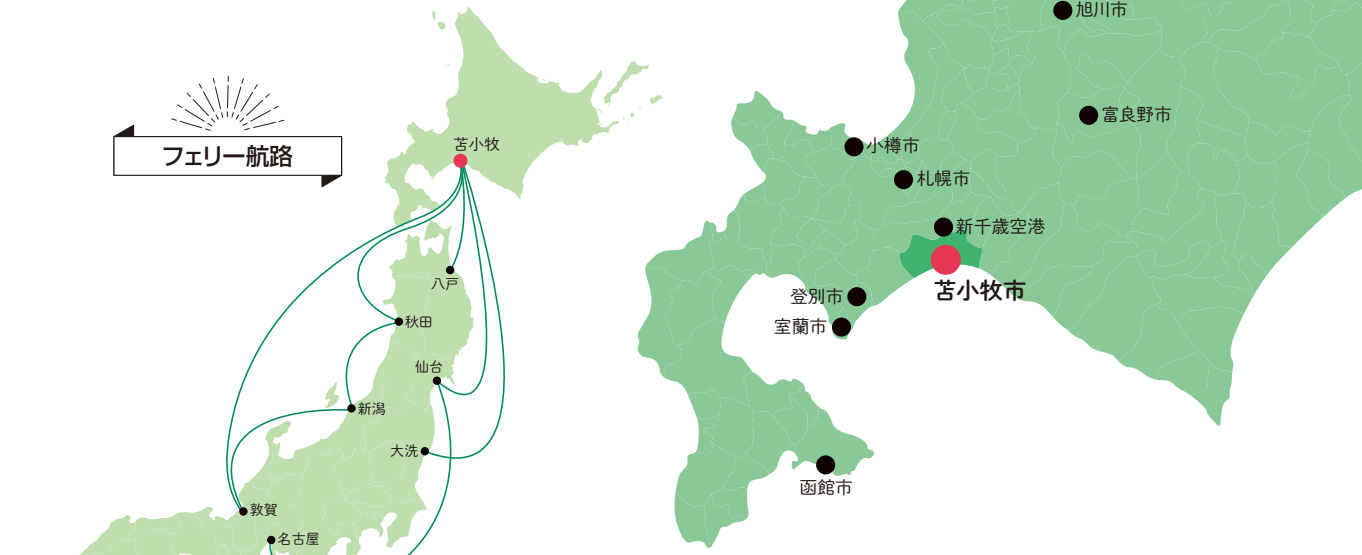 フェリー航路
苫小牧
八戸
秋田
仙台
新潟
大洗
敦賀
名古屋
旭川市
富良野市
小樽市
札幌市
新千歳空港
苫小牧市
登別市
室蘭市
函館市